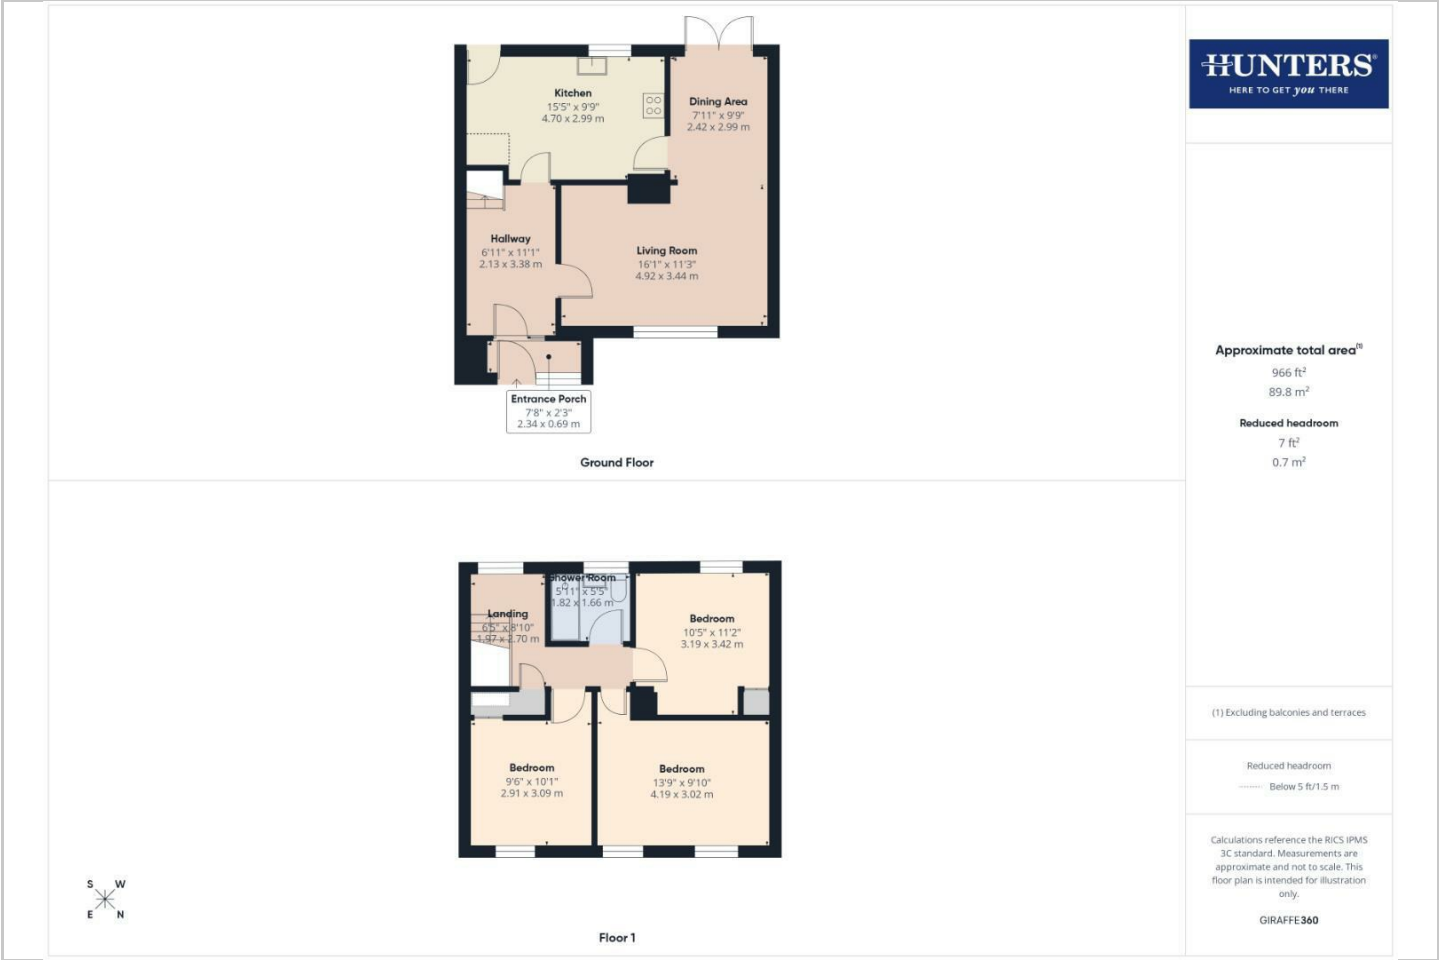 Kitchen
15'5" x 9'9"
4.70 x 2.99 m
Dining Area
7'11" x 9'9"
2.42 x 2.99 m
Hallway
6'11" x 11'1"
2.13 x 3.38 m
Living Room
16'1" x 11'3"
4.92 x 3.44 m
Entrance Porch
7'8" x 2'3"
2.34 x 0.69 m
Ground Floor
Shower Room
5'11" x 5'5"
1.82 x 1.66 m
Landing
6'5" x 8'10"
1.97 x 2.70 m
Bedroom
10'5" x 11'2"
3.19 x 3.42 m
Bedroom
9'6" x 10'1"
2.91 x 3.09 m
Bedroom
13'9" x 9'10"
4.19 x 3.02 m
S W
E N
Floor 1
HUNTERS®
HERE TO GET you THERE
Approximate total area(1)
966 ft²
89.8 m²
Reduced headroom
7 ft²
0.7 m²
(1) Excluding balconies and terraces
Reduced headroom
Below 5 ft/1.5 m
Calculations reference the RICS IPMS
3C standard. Measurements are
approximate and not to scale. This
floor plan is intended for illustration
only.
GIRAFFE360